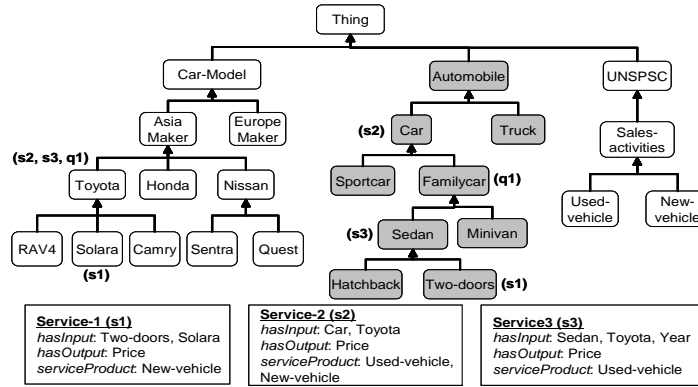 Thing
Car-Model
Automobile
UNSPSC
Asia
Maker
Europe
Maker
(s2)
Car
Truck
Sales-
activities
(s2, s3, q1)
Toyota
Honda
Nissan
Sportcar
Familycar
(q1)
Used-
vehicle
New-
vehicle
RAV4
Solara
Camry
Sentra
Quest
(s3)
Sedan
Minivan
(s1)
Hatchback
Two-doors
(s1)
Service-1 (s1)
hasInput: Two-doors, Solara
hasOutput: Price
serviceProduct: New-vehicle
Service-2 (s2)
hasInput: Car, Toyota
hasOutput: Price
serviceProduct: Used-vehicle,
New-vehicle
Service3 (s3)
hasInput: Sedan, Toyota, Year
hasOutput: Price
serviceProduct: Used-vehicle